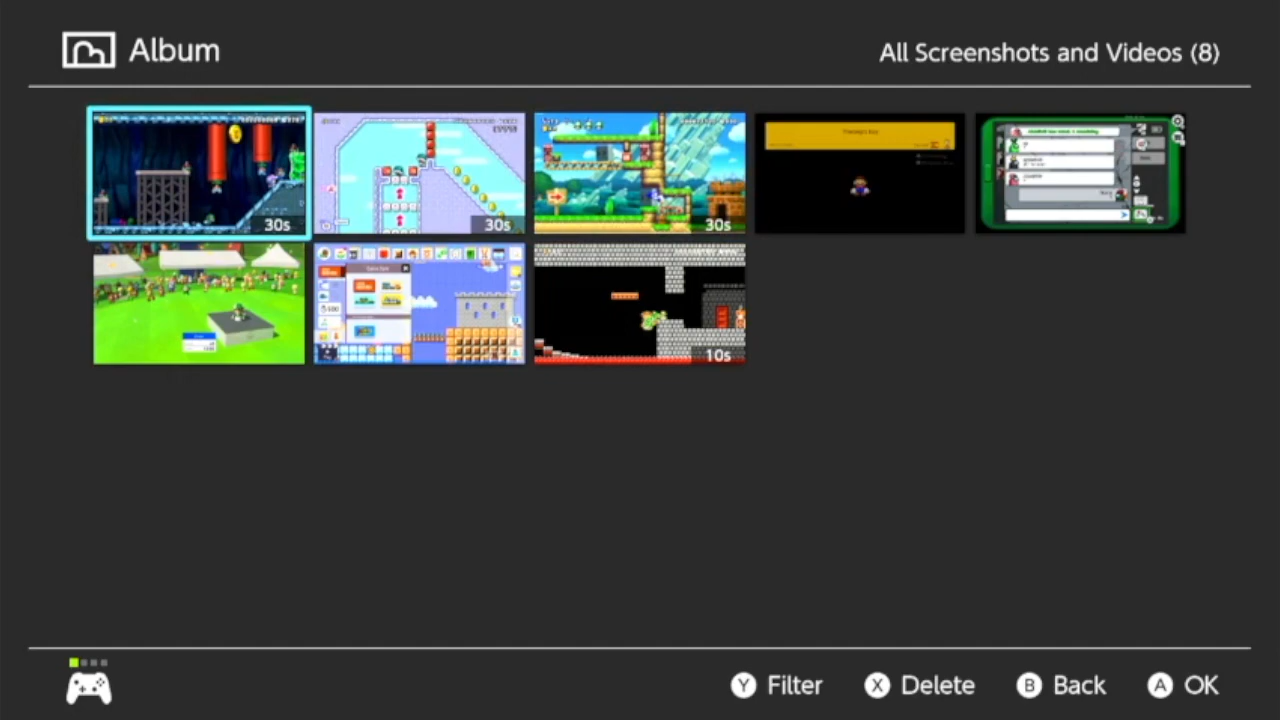 Album
All Screenshots and Videos (8)
30s
30s
30s
10s
Y Filter
X Delete
B Back
A OK